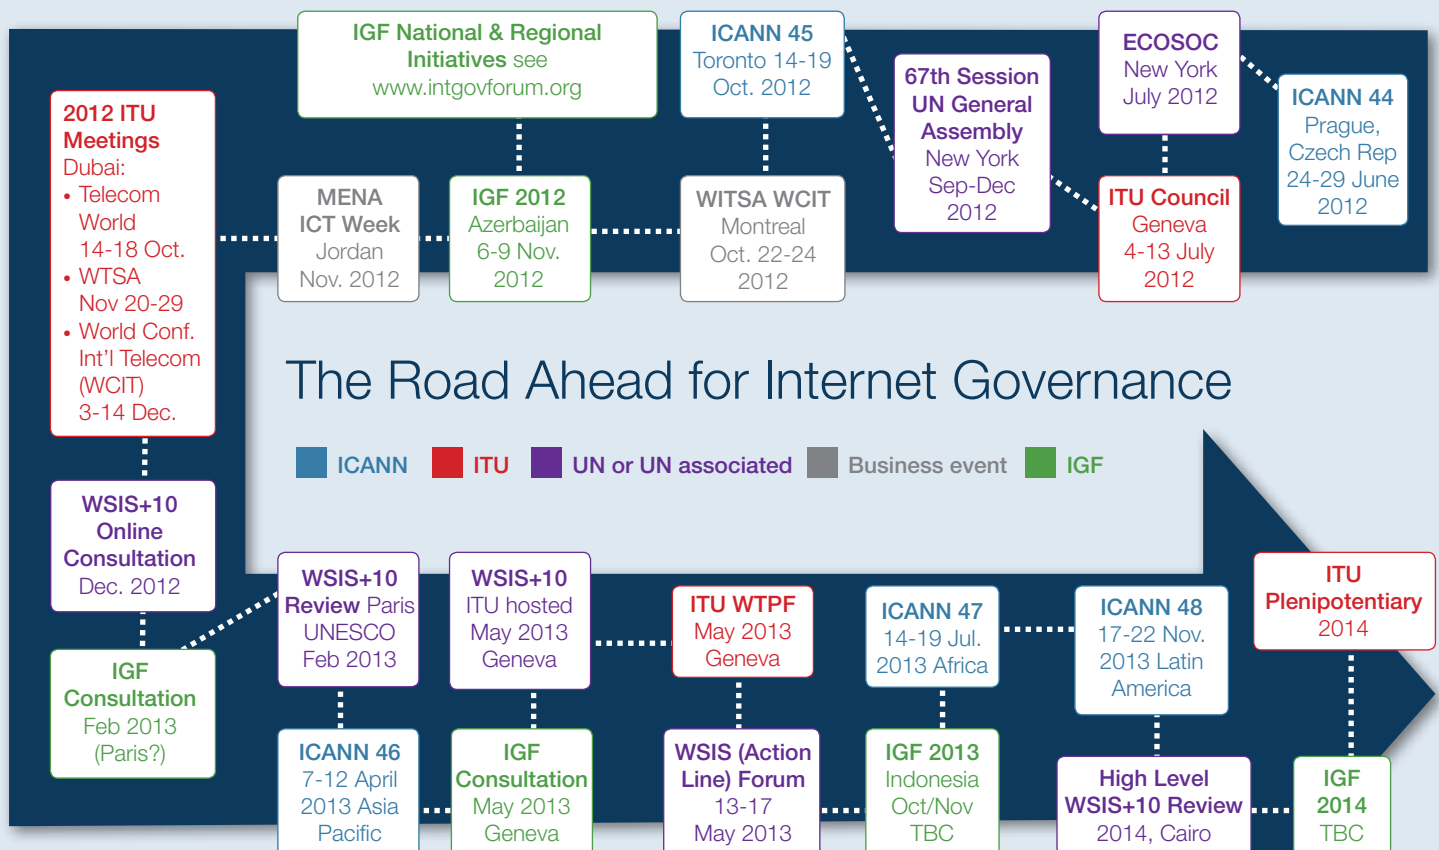 IGF National & Regional
Initiatives see
www.intgovforum.org
ICANN 45
Toronto 14-19
Oct. 2012
67th Session
UN General
Assembly
New York
Sep-Dec
2012
ECOSOC
New York
July 2012
ICANN 44
Prague,
Czech Rep
24-29 June
2012
2012 ITU
Meetings
Dubai:
• Telecom
World
14-18 Oct.
• WTSA
Nov 20-29
• World Conf.
Int'l Telecom
(WCIT)
3-14 Dec.
MENA
ICT Week
Jordan
Nov. 2012
IGF 2012
Azerbaijan
6-9 Nov.
2012
WITSA WCIT
Montreal
Oct. 22-24
2012
ITU Council
Geneva
4-13 July
2012
The Road Ahead for Internet Governance
ICANN ITU UN or UN associated Business event IGF
WSIS+10
Online
Consultation
Dec. 2012
IGF
Consultation
Feb 2013
(Paris?)
WSIS+10
Review Paris
UNESCO
Feb 2013
WSIS+10
ITU hosted
May 2013
Geneva
ITU WTPF
May 2013
Geneva
ICANN 47
14-19 Jul.
2013 Africa
ICANN 48
17-22 Nov.
2013 Latin
America
ITU
Plenipotentiary
2014
ICANN 46
7-12 April
2013 Asia
Pacific
IGF
Consultation
May 2013
Geneva
WSIS (Action
Line) Forum
13-17
May 2013
IGF 2013
Indonesia
Oct/Nov
TBC
High Level
WSIS+10 Review
2014, Cairo
IGF
2014
TBC